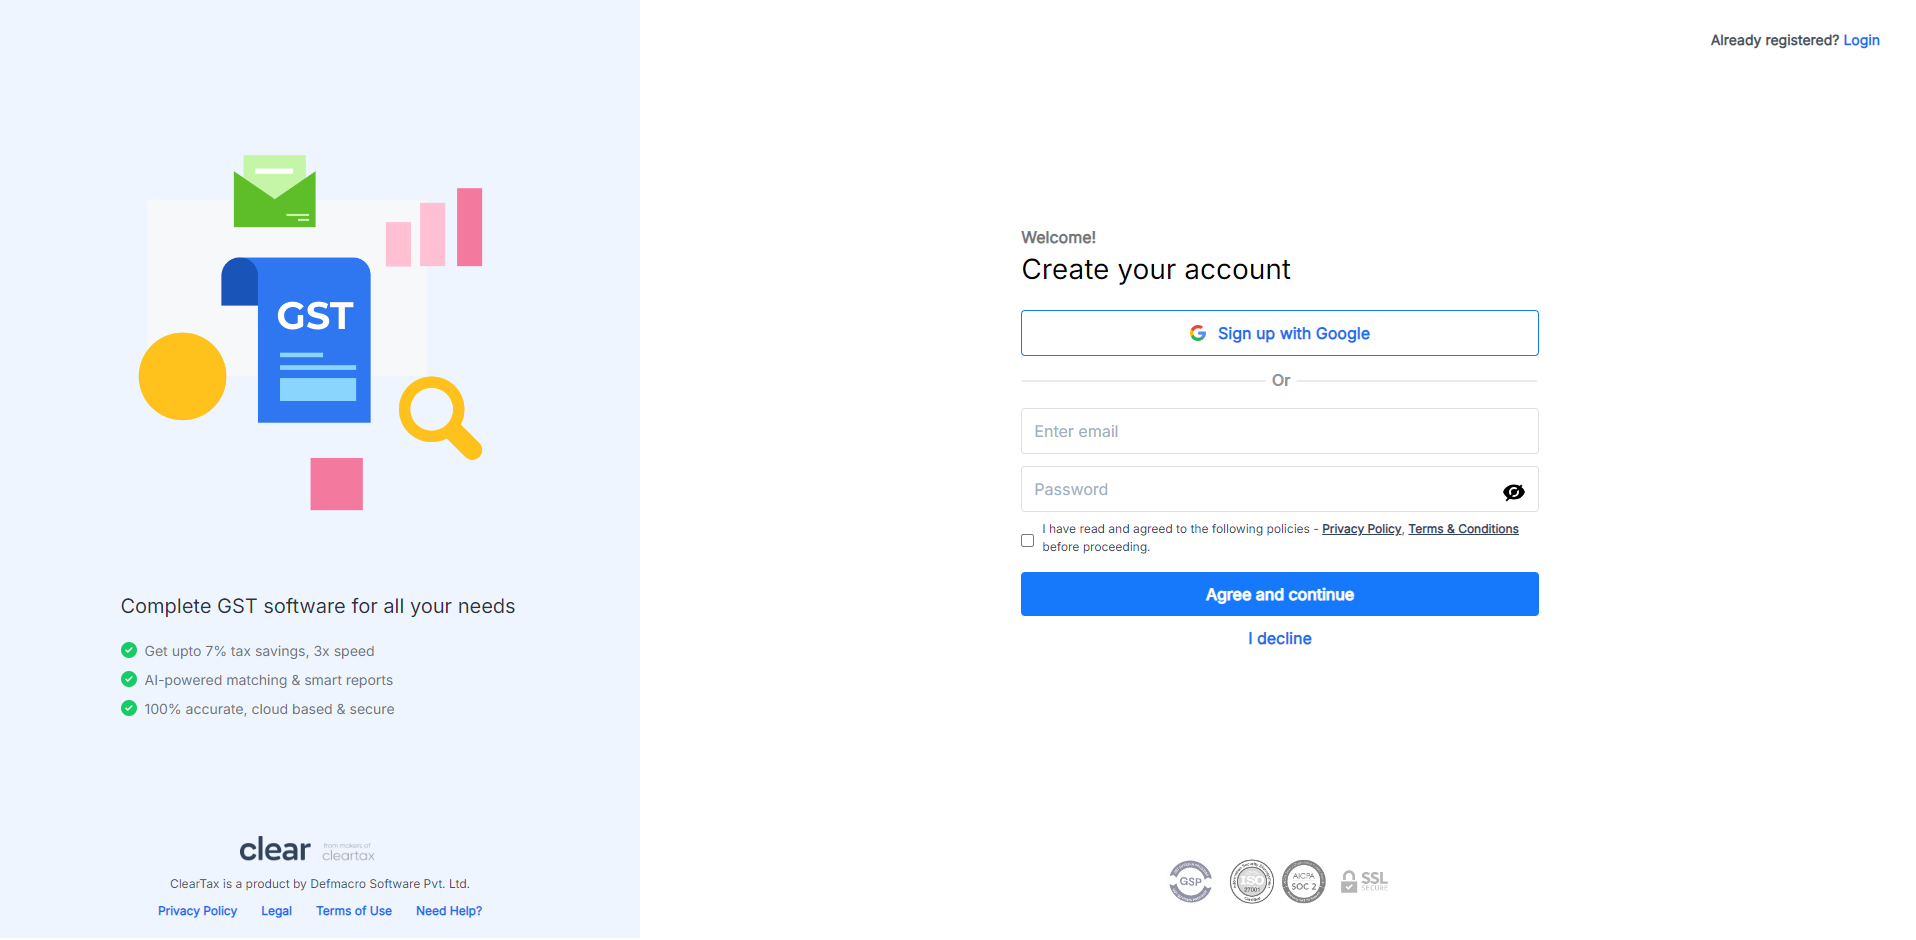 Already registered? Login
GST
Complete GST software for all your needs
Get upto 7% tax savings, 3x speed
AI-powered matching & smart reports
100% accurate, cloud based & secure
clear from makers of
cleartax
ClearTax is a product by Defmacro Software Pvt. Ltd.
Privacy Policy Legal Terms of Use Need Help?
Welcome!
Create your account
Sign up with Google
Or
Enter email
Password
I have read and agreed to the following policies - Privacy Policy, Terms & Conditions
before proceeding.
Agree and continue
I decline
GSP
ISO
27001
AICPA
SOC 2
SSL
SECURE